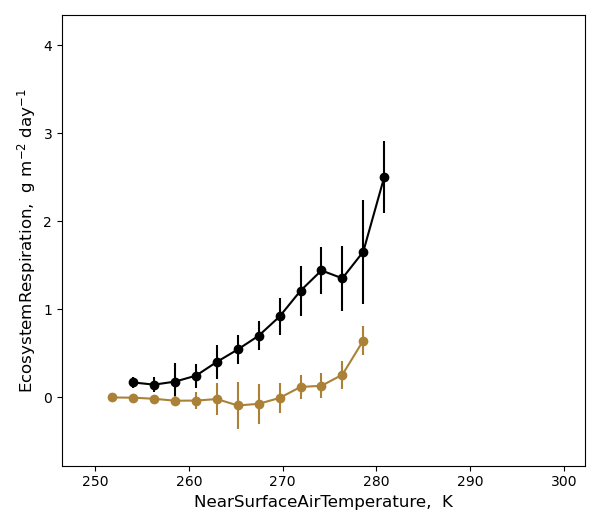 4
3
2
1
0
EcosystemRespiration, g m⁻² day⁻¹
250 260 270 280 290 300
NearSurfaceAirTemperature, K